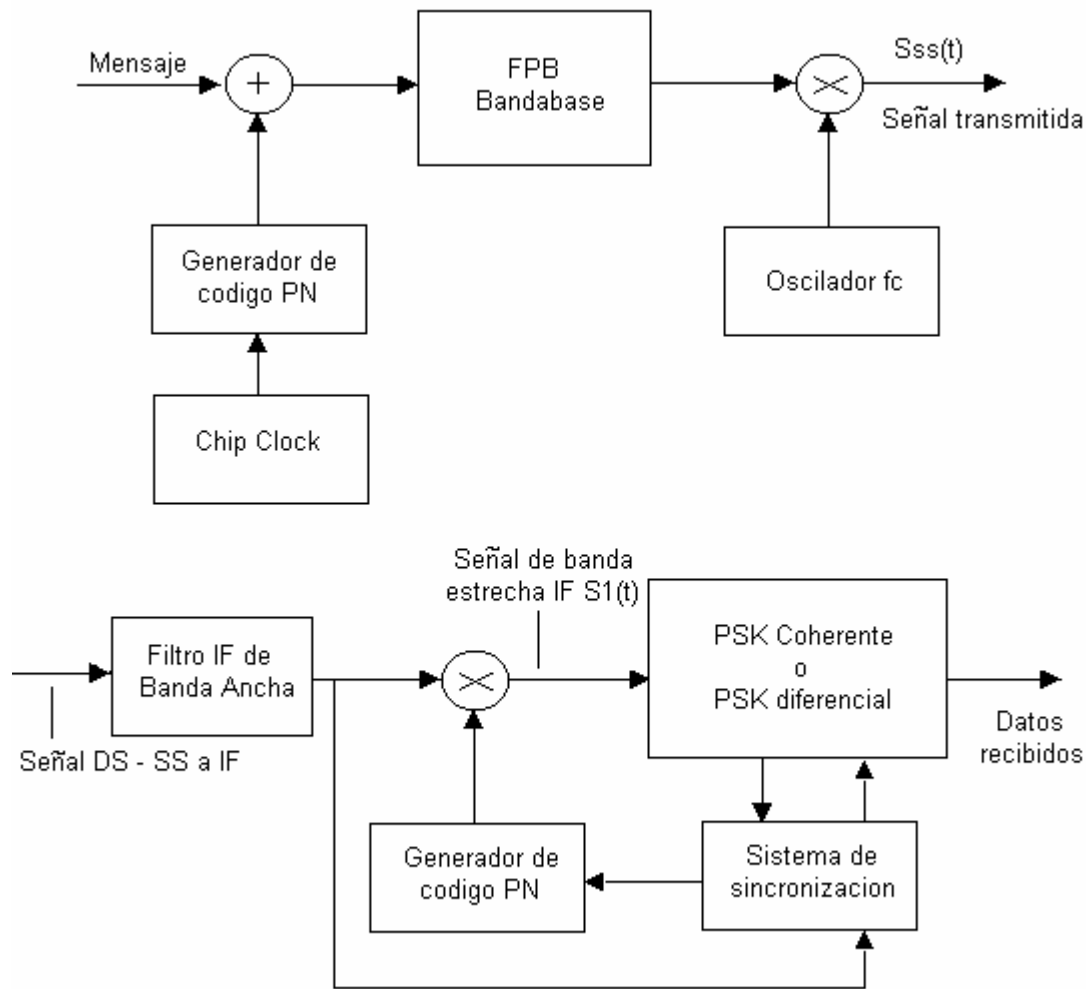 Mensaje
+
FPB
Bandabase
Sss(t)
Señal transmitida
Generador de
codigo PN
Oscilador fc
Chip Clock
Señal de banda
estrecha IF S1(t)
Filtro IF de
Banda Ancha
PSK Coherente
o
PSK diferencial
Señal DS - SS a IF
Datos
recibidos
Generador de
codigo PN
Sistema de
sincronizacion